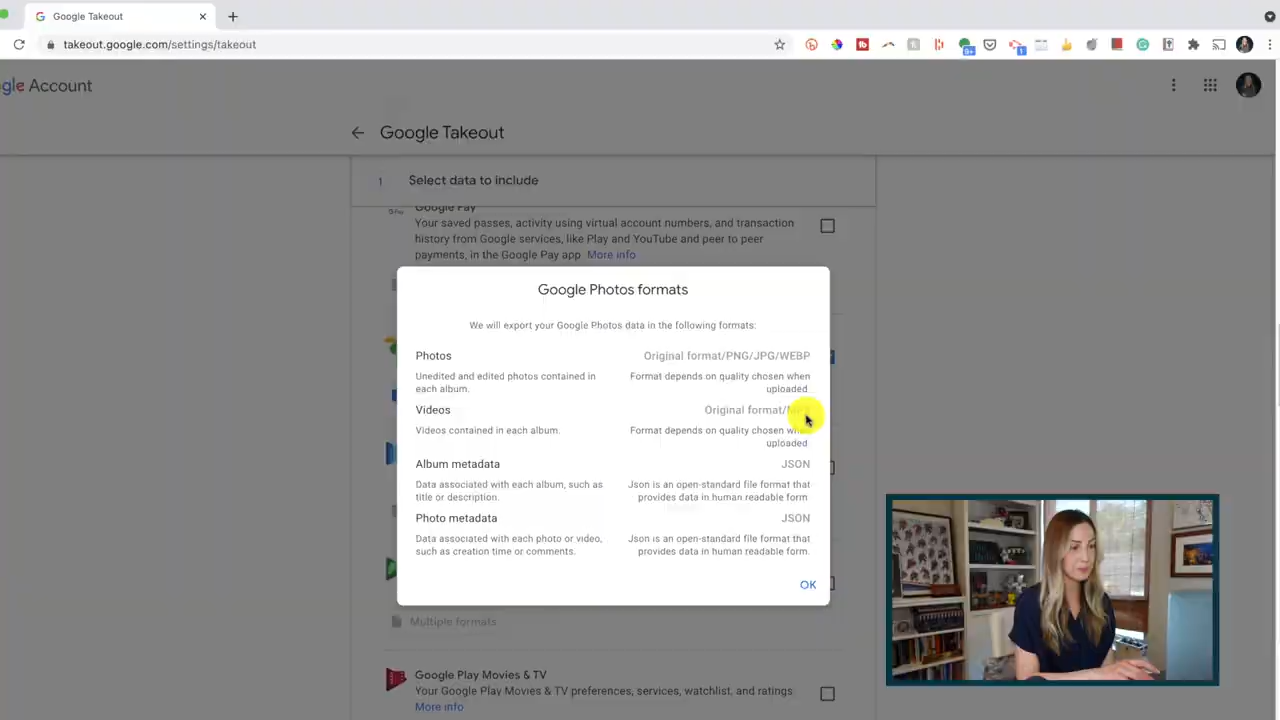 Google Takeout
takeout.google.com/settings/takeout
gle Account
Google Takeout
1 Select data to include
Google Pay
Your saved passes, activity using virtual account numbers, and transaction
history from Google services, like Play and YouTube and peer to peer
payments, in the Google Pay app More info
Google Photos formats
We will export your Google Photos data in the following formats:
Photos Original format/PNG/JPG/WEBP
Unedited and edited photos contained in Format depends on quality chosen when
each album. uploaded
Videos Original format/
Videos contained in each album. Format depends on quality chosen when
uploaded
Album metadata JSON
Data associated with each album, such as Json is an open-standard file format that
title or description. provides data in human readable form
Photo metadata JSON
Data associated with each photo or video, Json is an open-standard file format that
such as creation time or comments. provides data in human readable form.
OK
Multiple formats
Google Play Movies & TV
Your Google Play Movies & TV preferences, services, watchlist, and ratings
More info